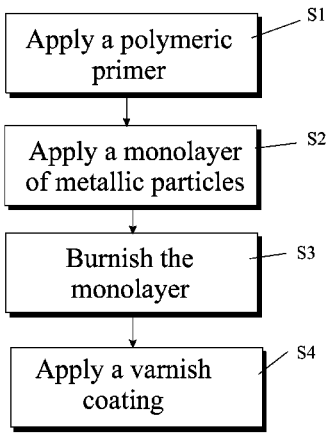 S1
Apply a polymeric
primer
S2
Apply a monolayer
of metallic particles
S3
Burnish the
monolayer
S4
Apply a varnish
coating